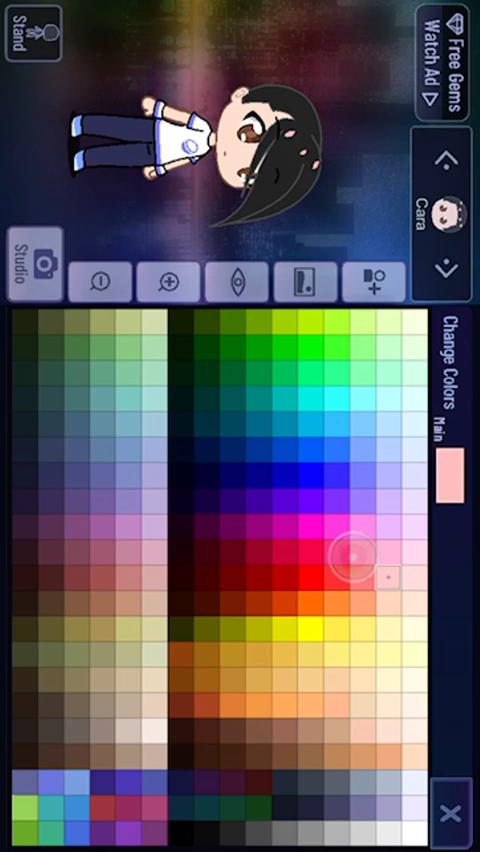 Free Gems
Watch Ad
Cara
Stand
Studio
Change Colors
Main
X